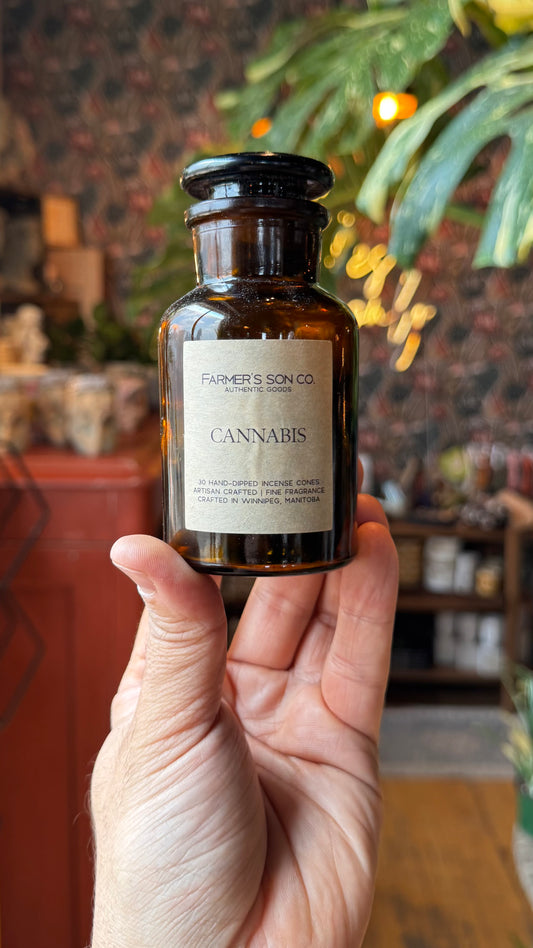 FARMER'S SON CO.
AUTHENTIC GOODS
CANNABIS
30 HAND-DIPPED INCENSE CONES
ARTISAN CRAFTED | FINE FRAGRANCE
CRAFTED IN WINNIPEG, MANITOBA